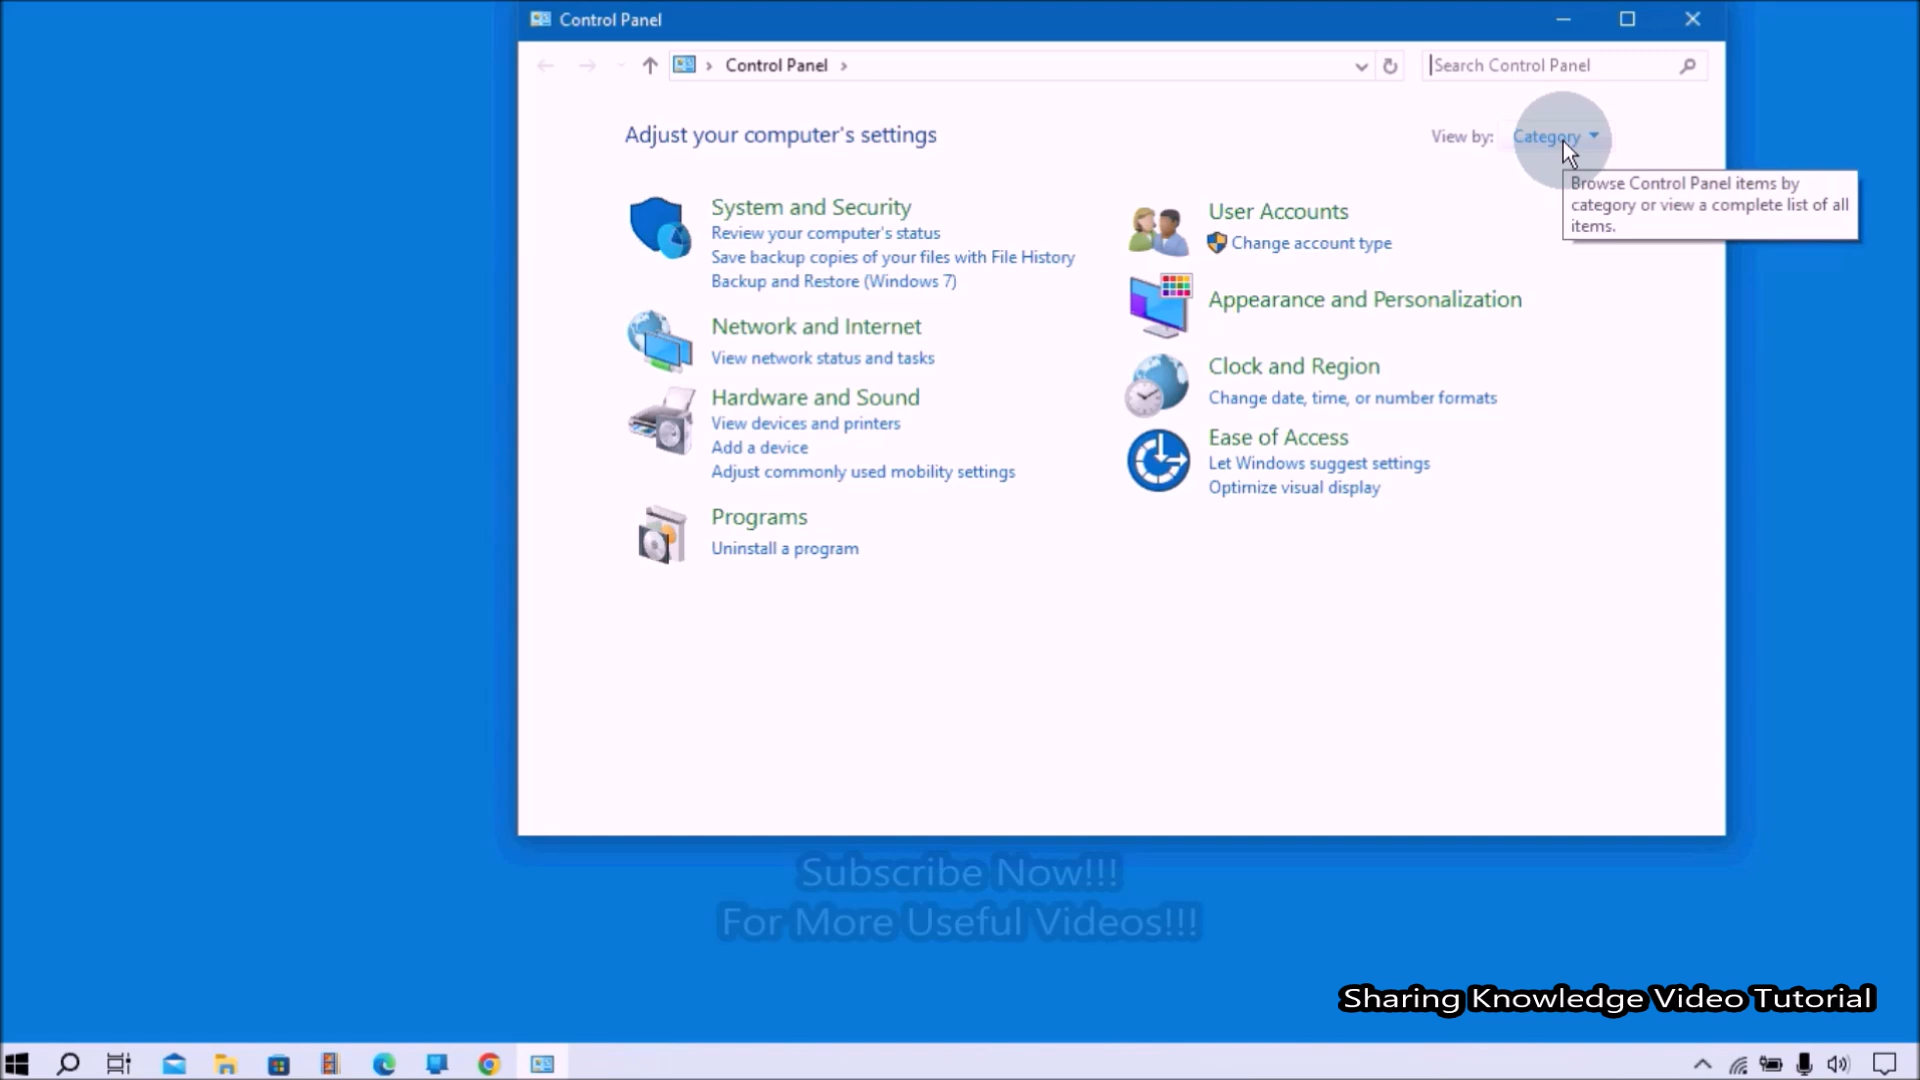 Control Panel
Control Panel
Search Control Panel
Adjust your computer's settings
View by: Category
Browse Control Panel items by
category or view a complete list of all
items.
System and Security
Review your computer's status
Save backup copies of your files with File History
Backup and Restore (Windows 7)
Network and Internet
View network status and tasks
Hardware and Sound
View devices and printers
Add a device
Adjust commonly used mobility settings
Programs
Uninstall a program
User Accounts
Change account type
Appearance and Personalization
Clock and Region
Change date, time, or number formats
Ease of Access
Let Windows suggest settings
Optimize visual display
Subscribe Now!!!
For More Useful Videos!!!
Sharing Knowledge Video Tutorial